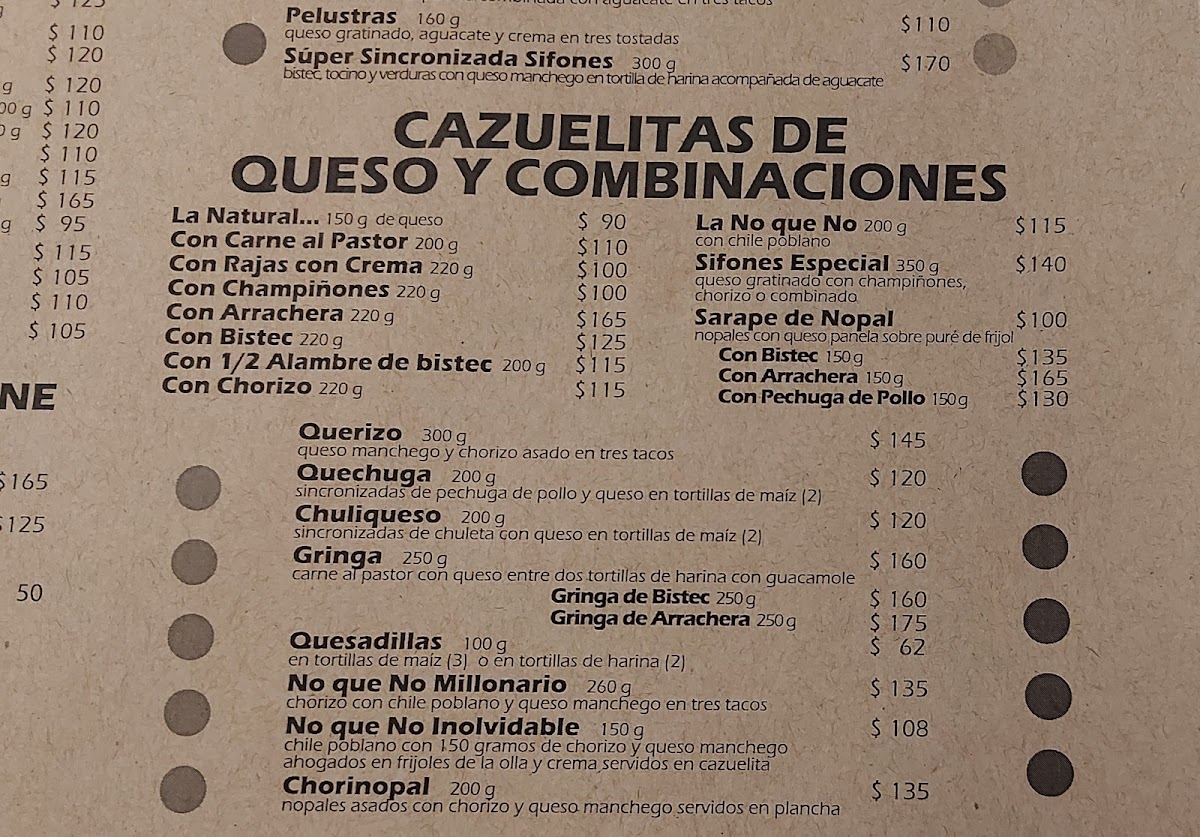 $ 110
$ 120
g $ 120
g $ 110
g $ 120
$ 110
g $ 115
$ 165
g $ 95
$ 115
$ 105
$ 110
$ 105
NE
$165
$125
50
Pelustras 160 g $110
queso gratinado, aguacate y crema en tres tostadas
Súper Sincronizada Sifones 300 g $170
bistec, tocino y verduras con queso manchego en tortilla de harina acompañada de aguacate
CAZUELITAS DE
QUESO Y COMBINACIONES
La Natural... 150 g de queso $ 90
Con Carne al Pastor 200 g $110
Con Rajas con Crema 220 g $100
Con Champiñones 220 g $100
Con Arrachera 220 g $165
Con Bistec 220 g $125
Con 1/2 Alambre de bistec 200 g $115
Con Chorizo 220 g $115
La No que No 200 g $115
con chile poblano
Sifones Especial 350 g $140
queso gratinado con champiñones,
chorizo o combinado
Sarape de Nopal $100
nopales con queso panela sobre puré de frijol
Con Bistec 150 g $135
Con Arrachera 150 g $165
Con Pechuga de Pollo 150 g $130
Querizo 300 g $ 145
queso manchego y chorizo asado en tres tacos
Quechuga 200 g $ 120
sincronizadas de pechuga de pollo y queso en tortillas de maíz (2)
Chuliqueso 200 g $ 120
sincronizadas de chuleta con queso en tortillas de maíz (2)
Gringa 250 g $ 160
carne al pastor con queso entre dos tortillas de harina con guacamole
Gringa de Bistec 250 g $ 160
Gringa de Arrachera 250 g $ 175
Quesadillas 100 g $ 62
en tortillas de maíz (3) o en tortillas de harina (2)
No que No Millonario 260 g $ 135
chorizo con chile poblano y queso manchego en tres tacos
No que No Inolvidable 150 g $ 108
chile poblano con 150 gramos de chorizo y queso manchego
ahogados en frijoles de la olla y crema servidos en cazuelita
Chorinopal 200 g $ 135
nopales asados con chorizo y queso manchego servidos en plancha